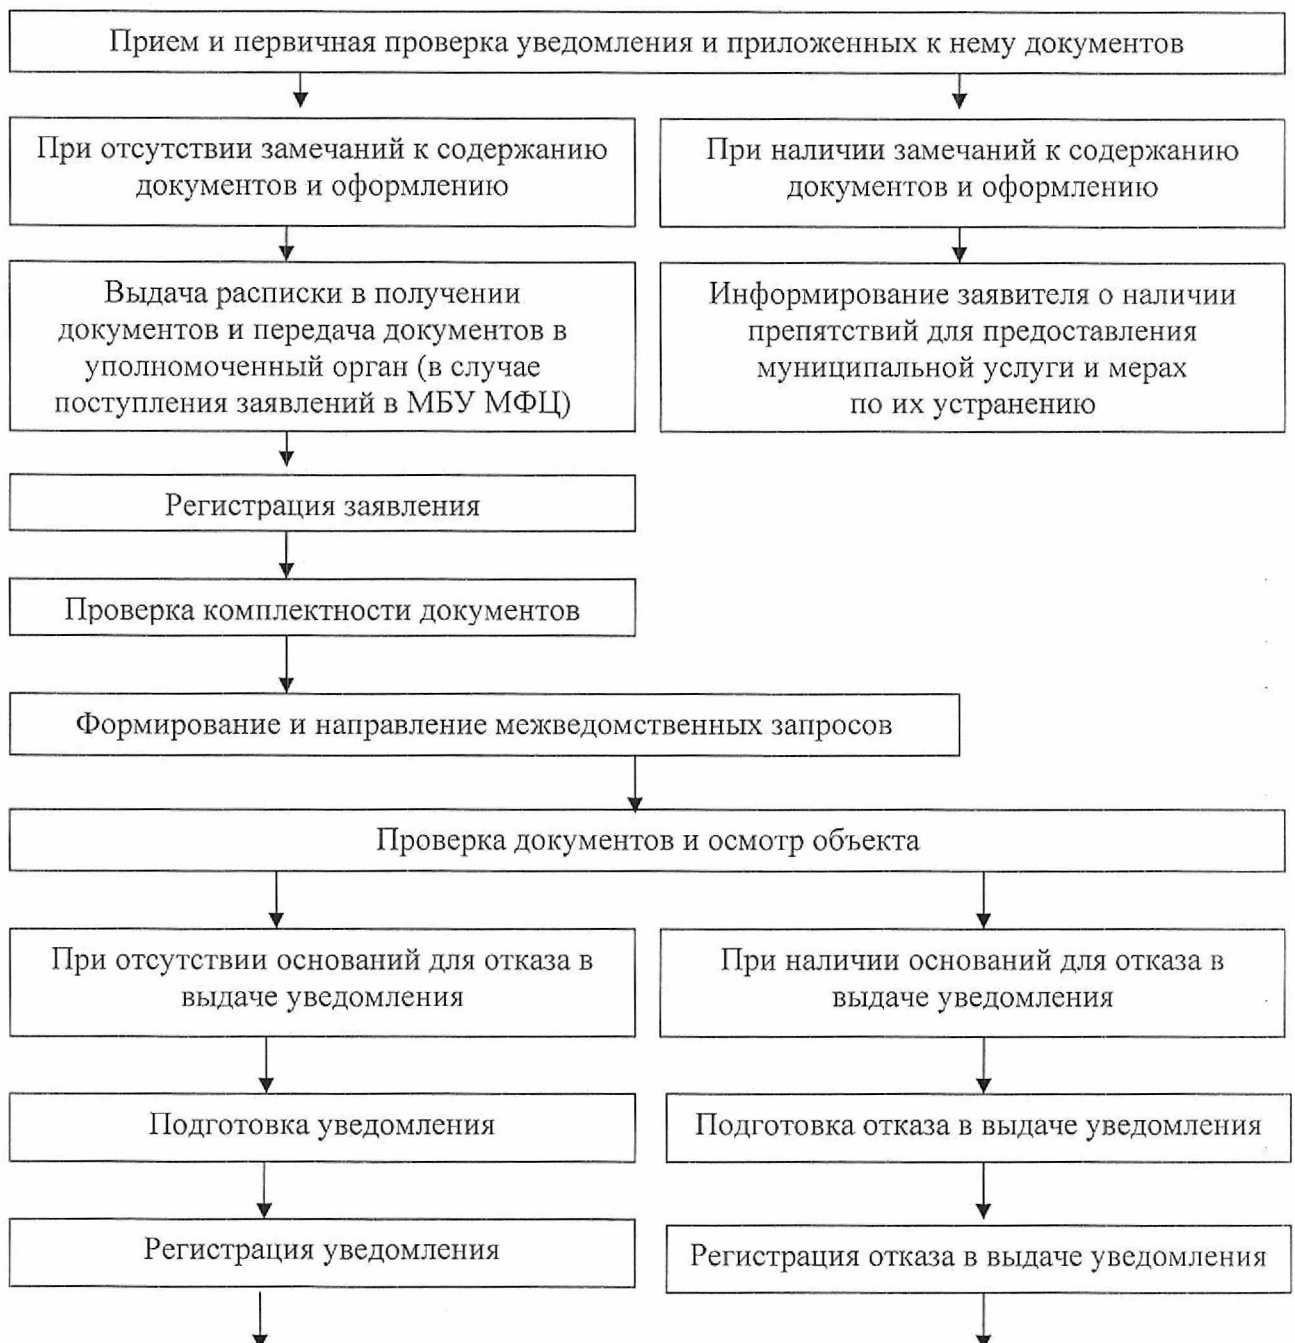 Прием и первичная проверка уведомления и приложенных к нему документов
При отсутствии замечаний к содержанию
документов и оформлению
При наличии замечаний к содержанию
документов и оформлению
Выдача расписки в получении
документов и передача документов в
уполномоченный орган (в случае
поступления заявлений в МБУ МФЦ)
Информирование заявителя о наличии
препятствий для предоставления
муниципальной услуги и мерах
по их устранению
Регистрация заявления
Проверка комплектности документов
Формирование и направление межведомственных запросов
Проверка документов и осмотр объекта
При отсутствии оснований для отказа в
выдаче уведомления
При наличии оснований для отказа в
выдаче уведомления
Подготовка уведомления
Подготовка отказа в выдаче уведомления
Регистрация уведомления
Регистрация отказа в выдаче уведомления